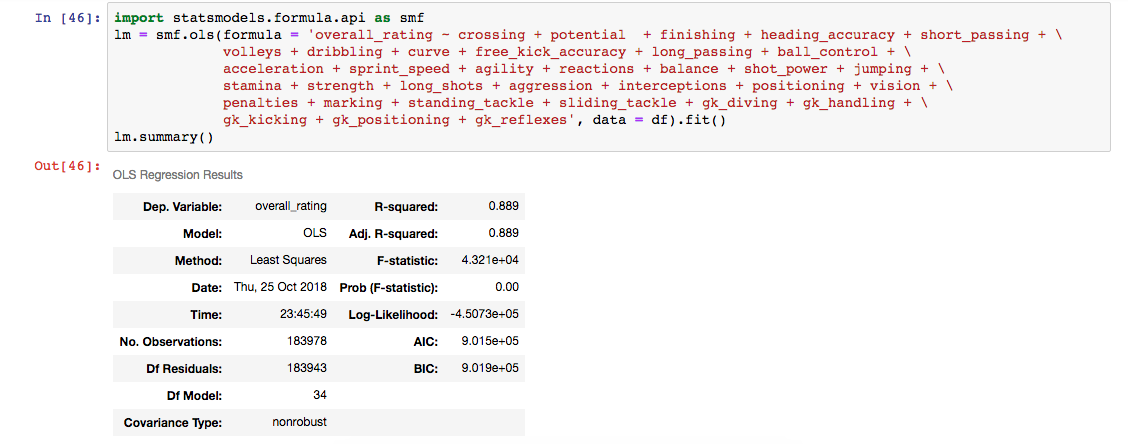 In [46]: import statsmodels.formula.api as smf
lm = smf.ols(formula = 'overall_rating ~ crossing + potential  + finishing + heading_accuracy + short_passing + \
volleys + dribbling + curve + free_kick_accuracy + long_passing + ball_control + \
acceleration + sprint_speed + agility + reactions + balance + shot_power + jumping + \
stamina + strength + long_shots + aggression + interceptions + positioning + vision + \
penalties + marking + standing_tackle + sliding_tackle + gk_diving + gk_handling + \
gk_kicking + gk_positioning + gk_reflexes', data = df).fit()
lm.summary()
Out[46]: OLS Regression Results
Dep. Variable: overall_rating R-squared: 0.889
Model: OLS Adj. R-squared: 0.889
Method: Least Squares F-statistic: 4.321e+04
Date: Thu, 25 Oct 2018 Prob (F-statistic): 0.00
Time: 23:45:49 Log-Likelihood: -4.5073e+05
No. Observations: 183978 AIC: 9.015e+05
Df Residuals: 183943 BIC: 9.019e+05
Df Model: 34
Covariance Type: nonrobust